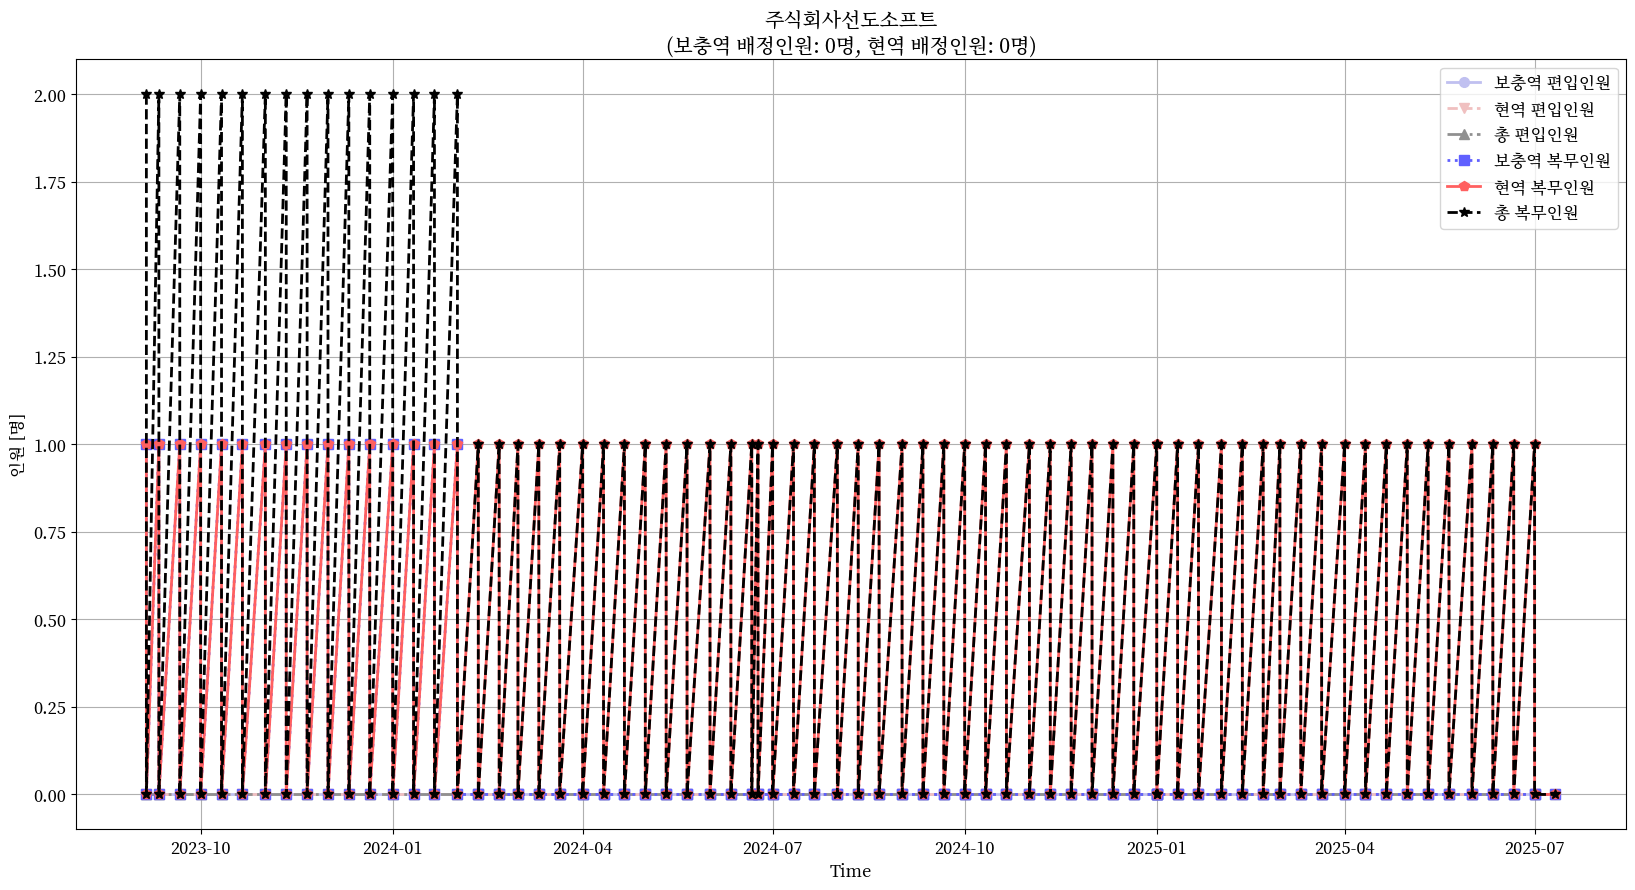 주식회사선도소프트
(보충역 배정인원: 0명, 현역 배정인원: 0명)
보충역 편입인원
현역 편입인원
총 편입인원
보충역 복무인원
현역 복무인원
총 복무인원
인원 [명]
2.00
1.75
1.50
1.25
1.00
0.75
0.50
0.25
0.00
2023-10
2024-01
2024-04
2024-07
2024-10
2025-01
2025-04
2025-07
Time